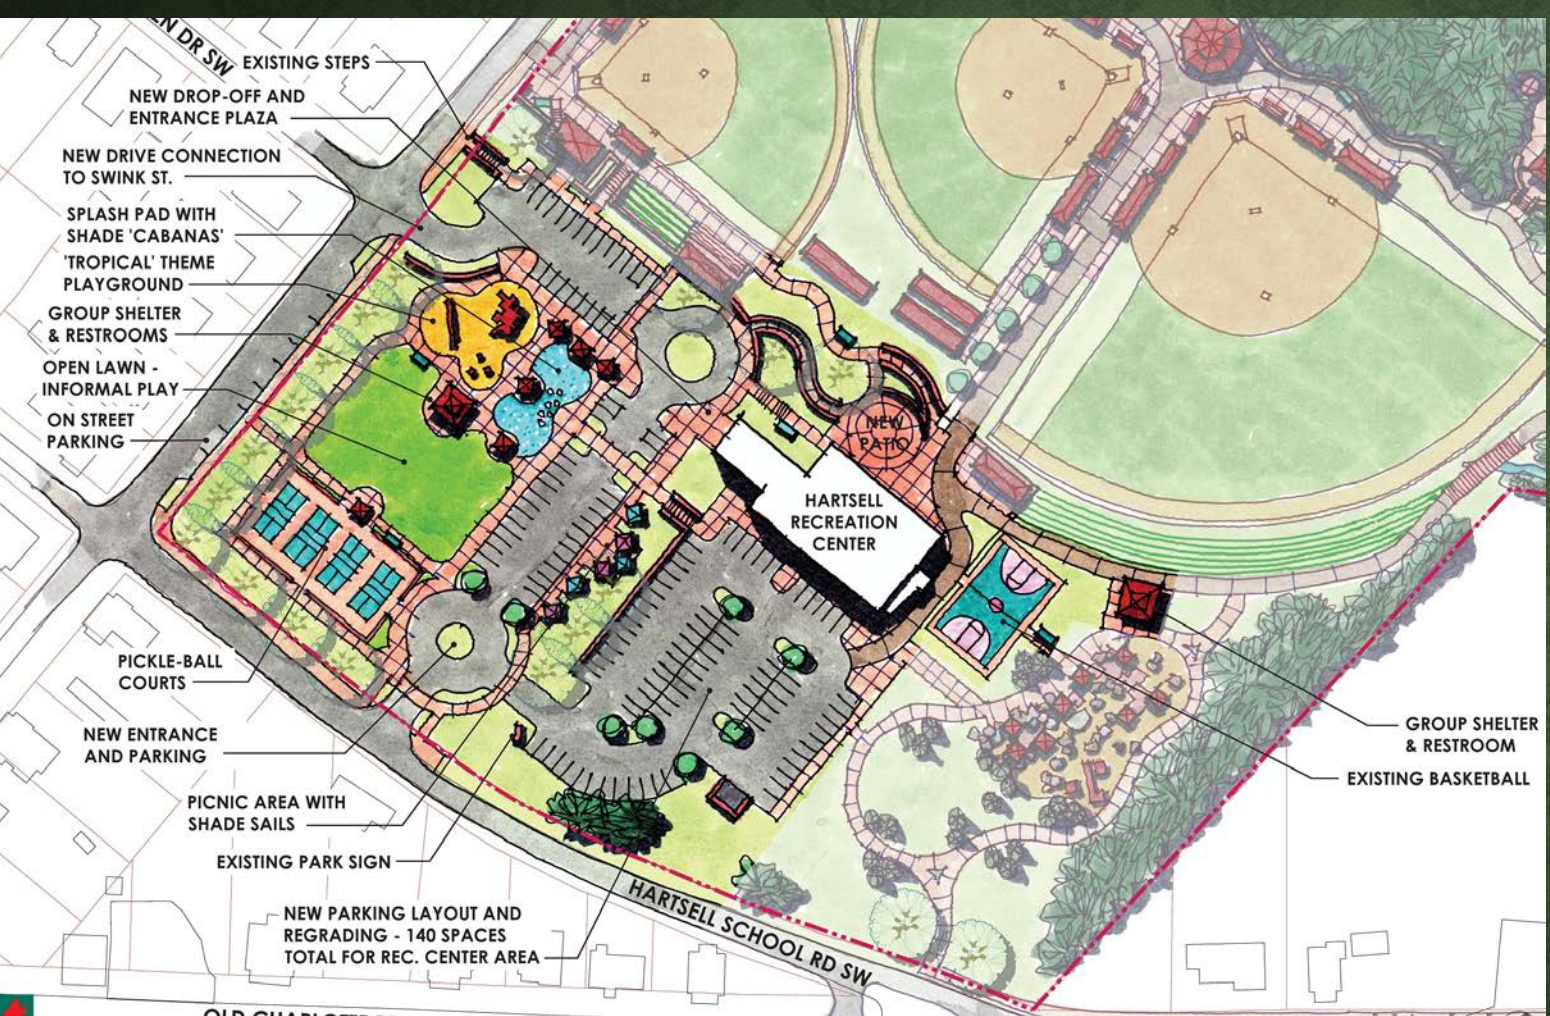 EXISTING STEPS
NEW DROP-OFF AND
ENTRANCE PLAZA
NEW DRIVE CONNECTION
TO SWINK ST.
SPLASH PAD WITH
SHADE 'CABANAS'
'TROPICAL' THEME
PLAYGROUND
GROUP SHELTER
& RESTROOMS
OPEN LAWN -
INFORMAL PLAY
ON STREET
PARKING
NEW
PATIO
HARTSELL
RECREATION
CENTER
PICKLE-BALL
COURTS
NEW ENTRANCE
AND PARKING
PICNIC AREA WITH
SHADE SAILS
EXISTING PARK SIGN
NEW PARKING LAYOUT AND
REGRADING - 140 SPACES
TOTAL FOR REC. CENTER AREA
GROUP SHELTER
& RESTROOM
EXISTING BASKETBALL
HARTSELL SCHOOL RD SW
DR SW